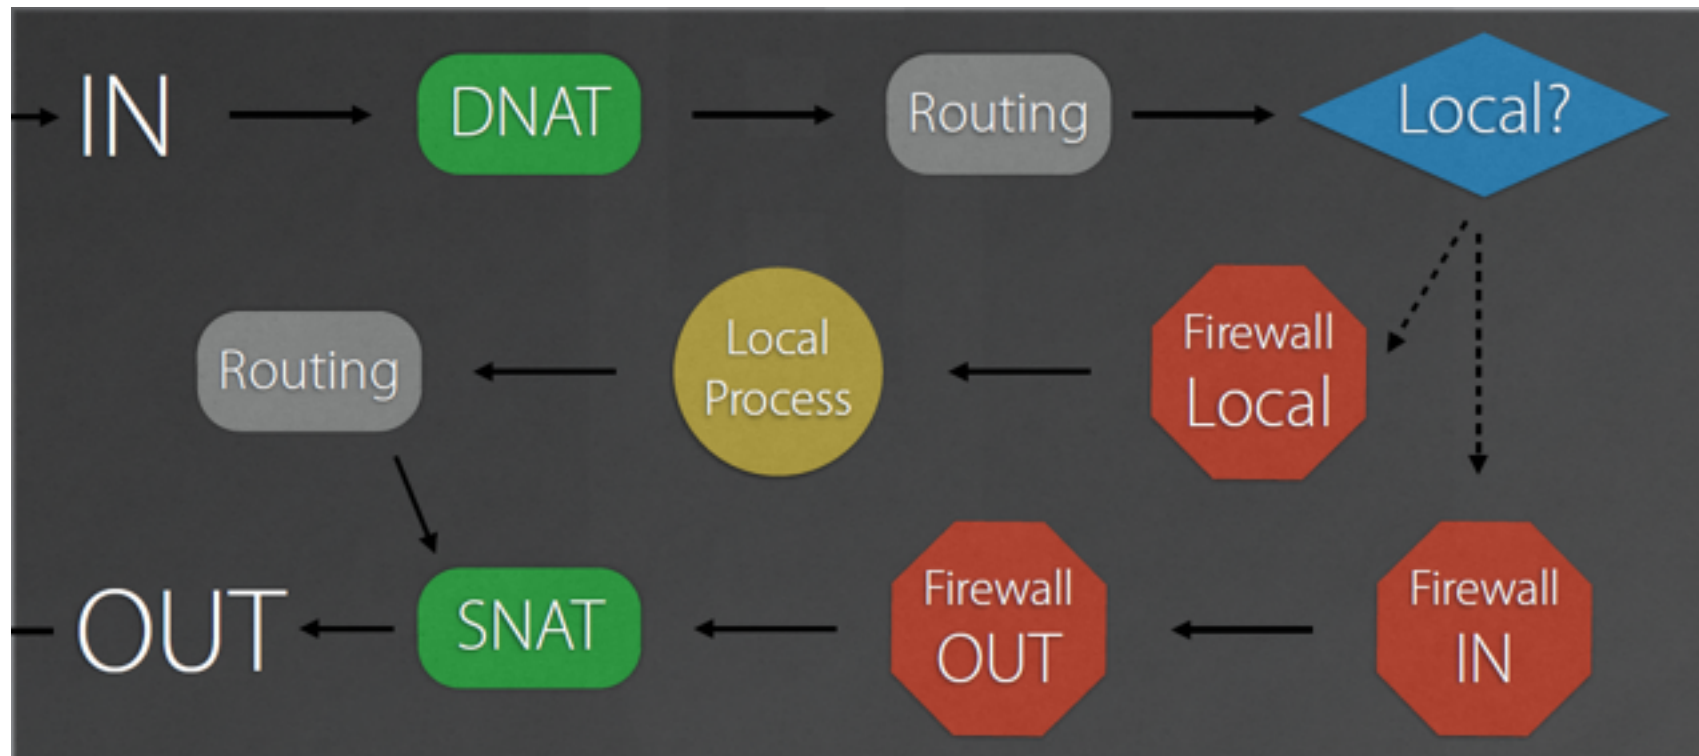 IN
DNAT
Routing
Local?
Routing
Local
Process
Firewall
Local
OUT
SNAT
Firewall
OUT
Firewall
IN